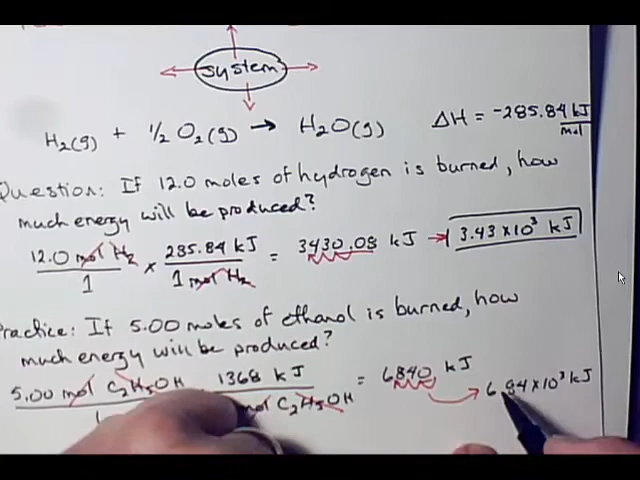 system
H₂(g) + ½ O₂(g) → H₂O(g) ΔH = -285.84 kJ/mol
Question: If 12.0 moles of hydrogen is burned, how
much energy will be produced?
12.0 mol H₂ / 1 × 285.84 kJ / 1 mol H₂ = 3430.08 kJ → 3.43×10³ kJ
Practice: If 5.00 moles of ethanol is burned, how
much energy will be produced?
5.00 mol C₂H₅OH / 1 1368 kJ / mol C₂H₅OH = 6840 kJ → 6.84×10³ kJ